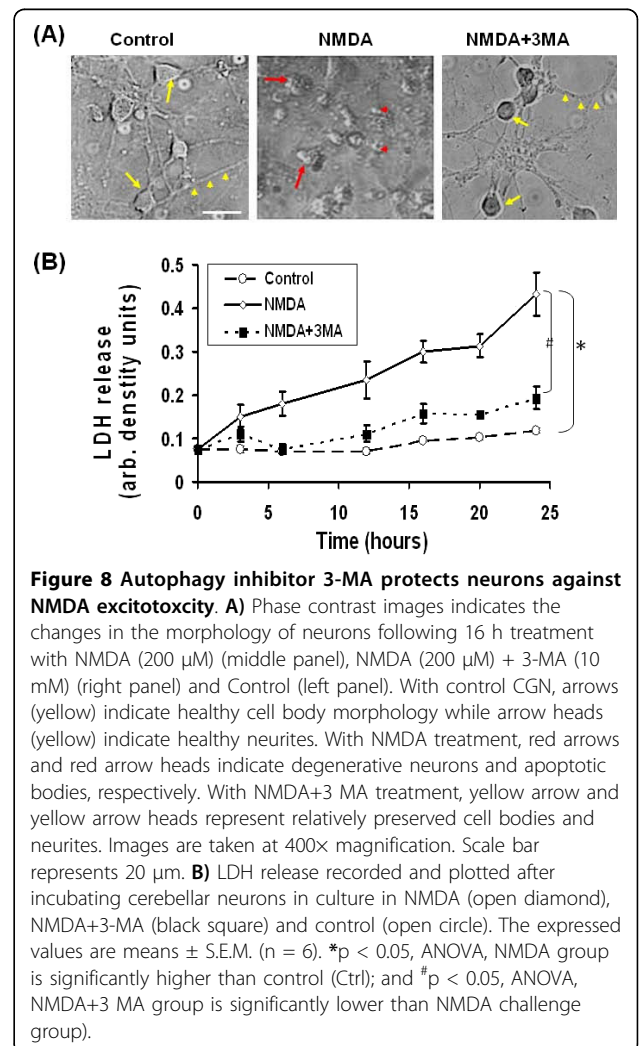 (A)
Control NMDA NMDA+3MA
(B)
0.5
0.4
0.3
0.2
0.1
0
LDH release
(arb. denstity units)
Control
NMDA
NMDA+3MA
#
*
0 5 10 15 20 25
Time (hours)
Figure 8 Autophagy inhibitor 3-MA protects neurons against
NMDA excitotoxcity. A) Phase contrast images indicates the
changes in the morphology of neurons following 16 h treatment
with NMDA (200 μM) (middle panel), NMDA (200 μM) + 3-MA (10
mM) (right panel) and Control (left panel). With control CGN, arrows
(yellow) indicate healthy cell body morphology while arrow heads
(yellow) indicate healthy neurites. With NMDA treatment, red arrows
and red arrow heads indicate degenerative neurons and apoptotic
bodies, respectively. With NMDA+3 MA treatment, yellow arrow and
yellow arrow heads represent relatively preserved cell bodies and
neurites. Images are taken at 400× magnification. Scale bar
represents 20 μm. B) LDH release recorded and plotted after
incubating cerebellar neurons in culture in NMDA (open diamond),
NMDA+3-MA (black square) and control (open circle). The expressed
values are means ± S.E.M. (n = 6). *p < 0.05, ANOVA, NMDA group
is significantly higher than control (Ctrl); and #p < 0.05, ANOVA,
NMDA+3 MA group is significantly lower than NMDA challenge
group).